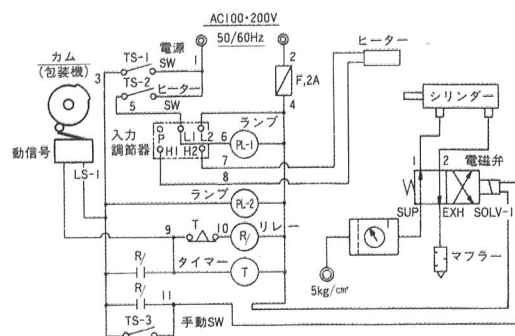 AC100・200V
50/60Hz
カム
(包装機)
3
TS-1
電源
SW
1
TS-2
ヒーター
SW
5
2
F,2A
4
ヒーター
シリンダー
動信号
LS-1
入力
調節器
P
L1
L2
H1
H2
6
ランプ
PL-1
7
8
ランプ
PL-2
9
T
10
リレー
R/
R/
タイマー
T
R/
11
TS-3
手動SW
1
2
電磁弁
SUP
EXH
SOLV-1
マフラー
5kg/cm²